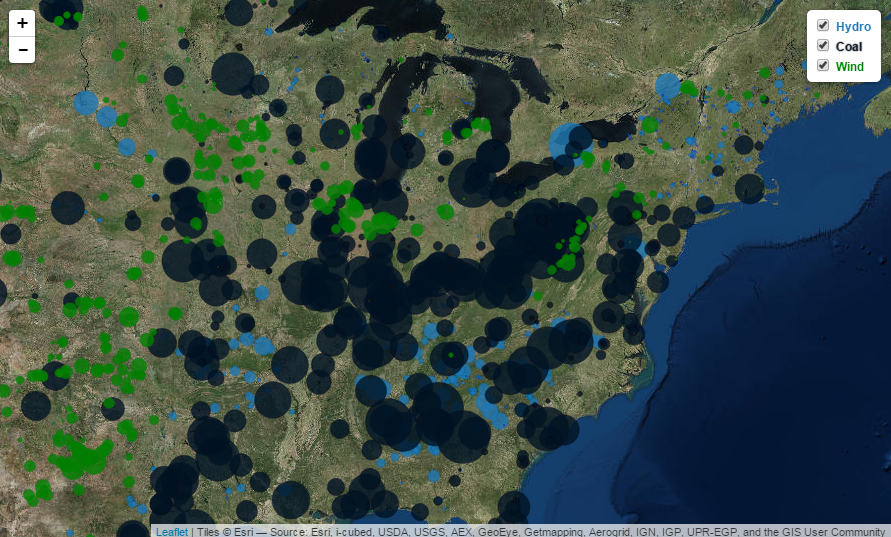 +
−
Hydro
Coal
Wind
Leaflet | Tiles © Esri — Source: Esri, i-cubed, USDA, USGS, AEX, GeoEye, Getmapping, Aerogrid, IGN, IGP, UPR-EGP, and the GIS User Community